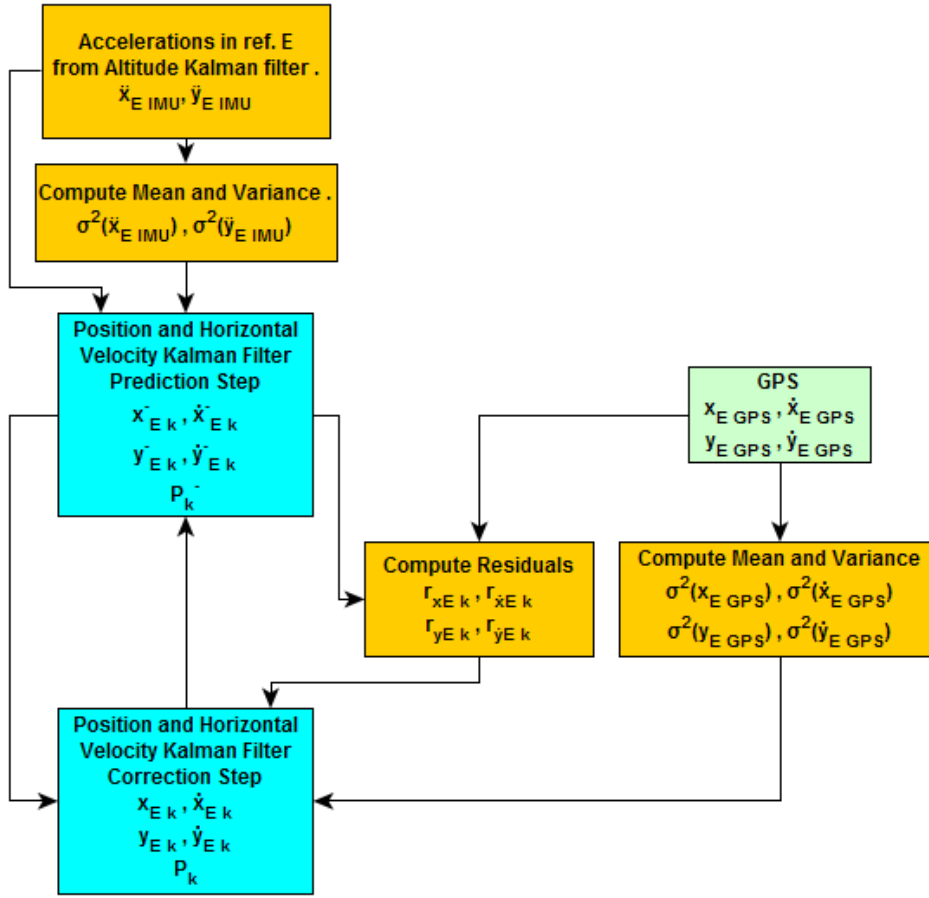 Accelerations in ref. E
from Altitude Kalman filter .
ẍE IMU, ÿE IMU
Compute Mean and Variance .
σ²(ẍE IMU) , σ²(ÿE IMU)
Position and Horizontal
Velocity Kalman Filter
Prediction Step
x⁻E k , ẋ⁻E k
y⁻E k , ẏ⁻E k
Pk⁻
GPS
xE GPS , ẋE GPS
yE GPS , ẏE GPS
Compute Residuals
rxE k , rẋE k
ryE k , rẏE k
Compute Mean and Variance
σ²(xE GPS) , σ²(ẋE GPS)
σ²(yE GPS) , σ²(ẏE GPS)
Position and Horizontal
Velocity Kalman Filter
Correction Step
xE k , ẋE k
yE k , ẏE k
Pk